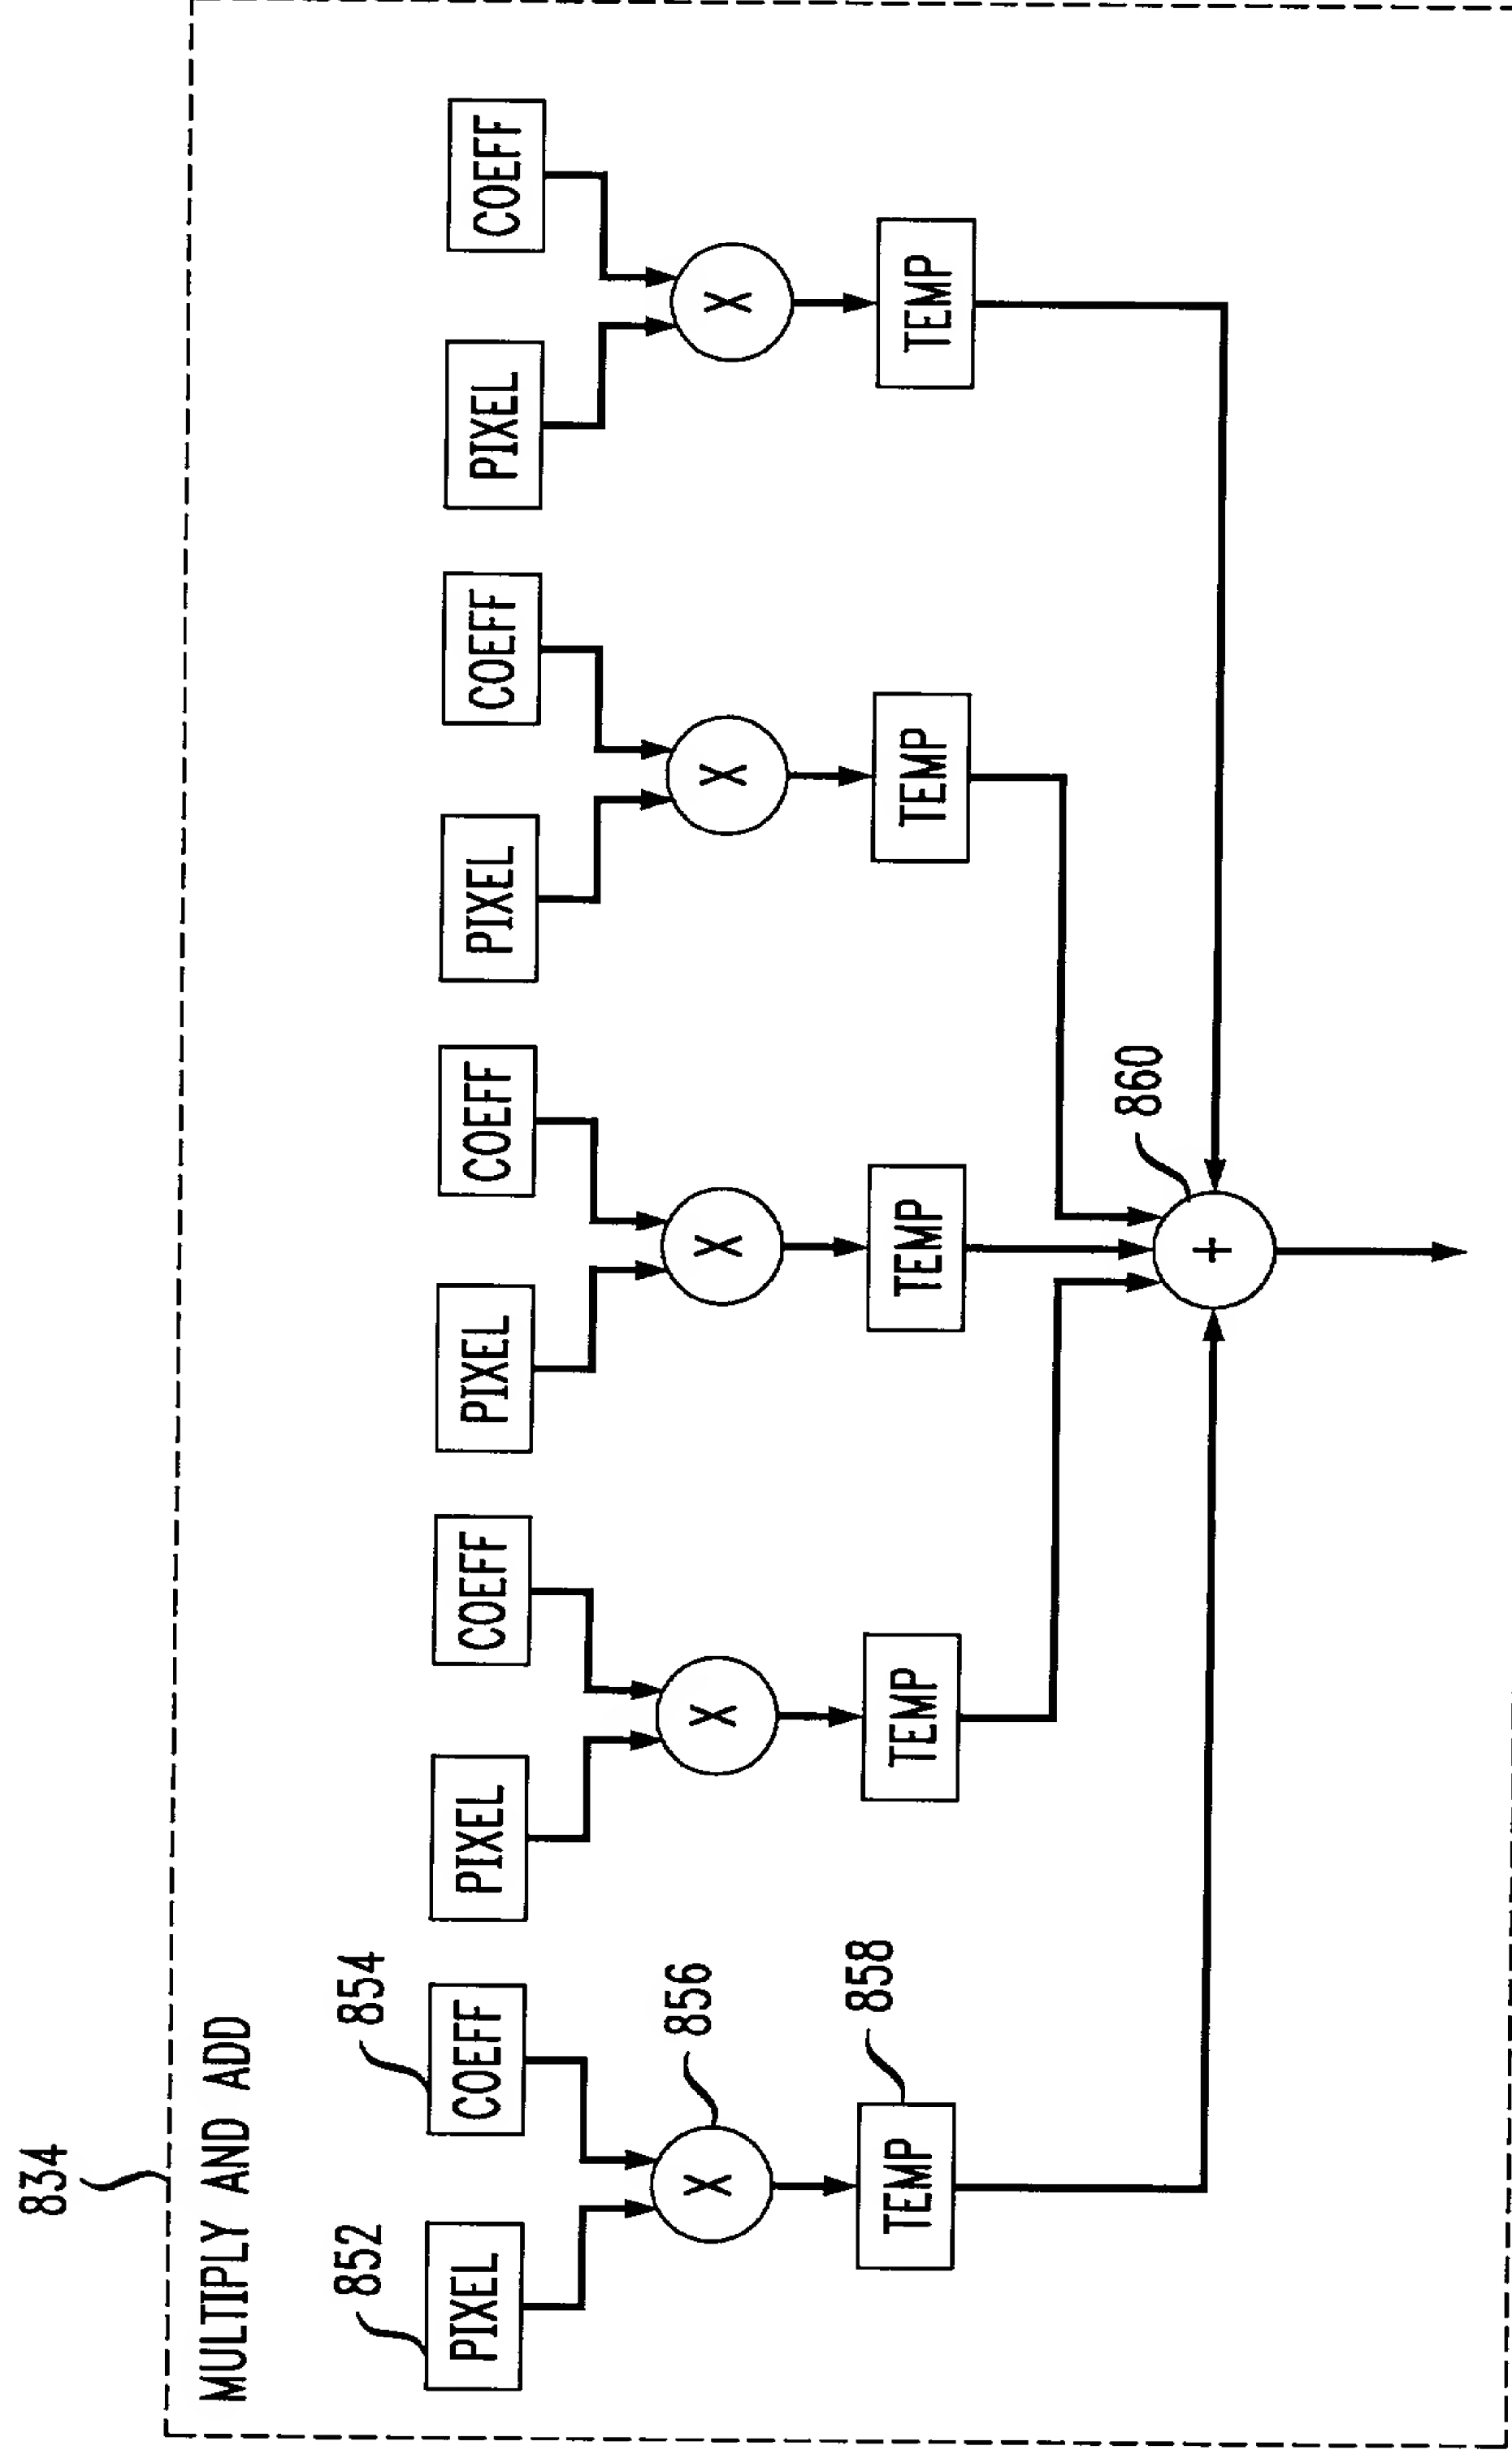 834
MULTIPLY AND ADD
852
854
PIXEL
COEFF
PIXEL
COEFF
PIXEL
COEFF
PIXEL
COEFF
PIXEL
COEFF
X
856
X
X
X
X
TEMP
858
TEMP
TEMP
TEMP
TEMP
+
860